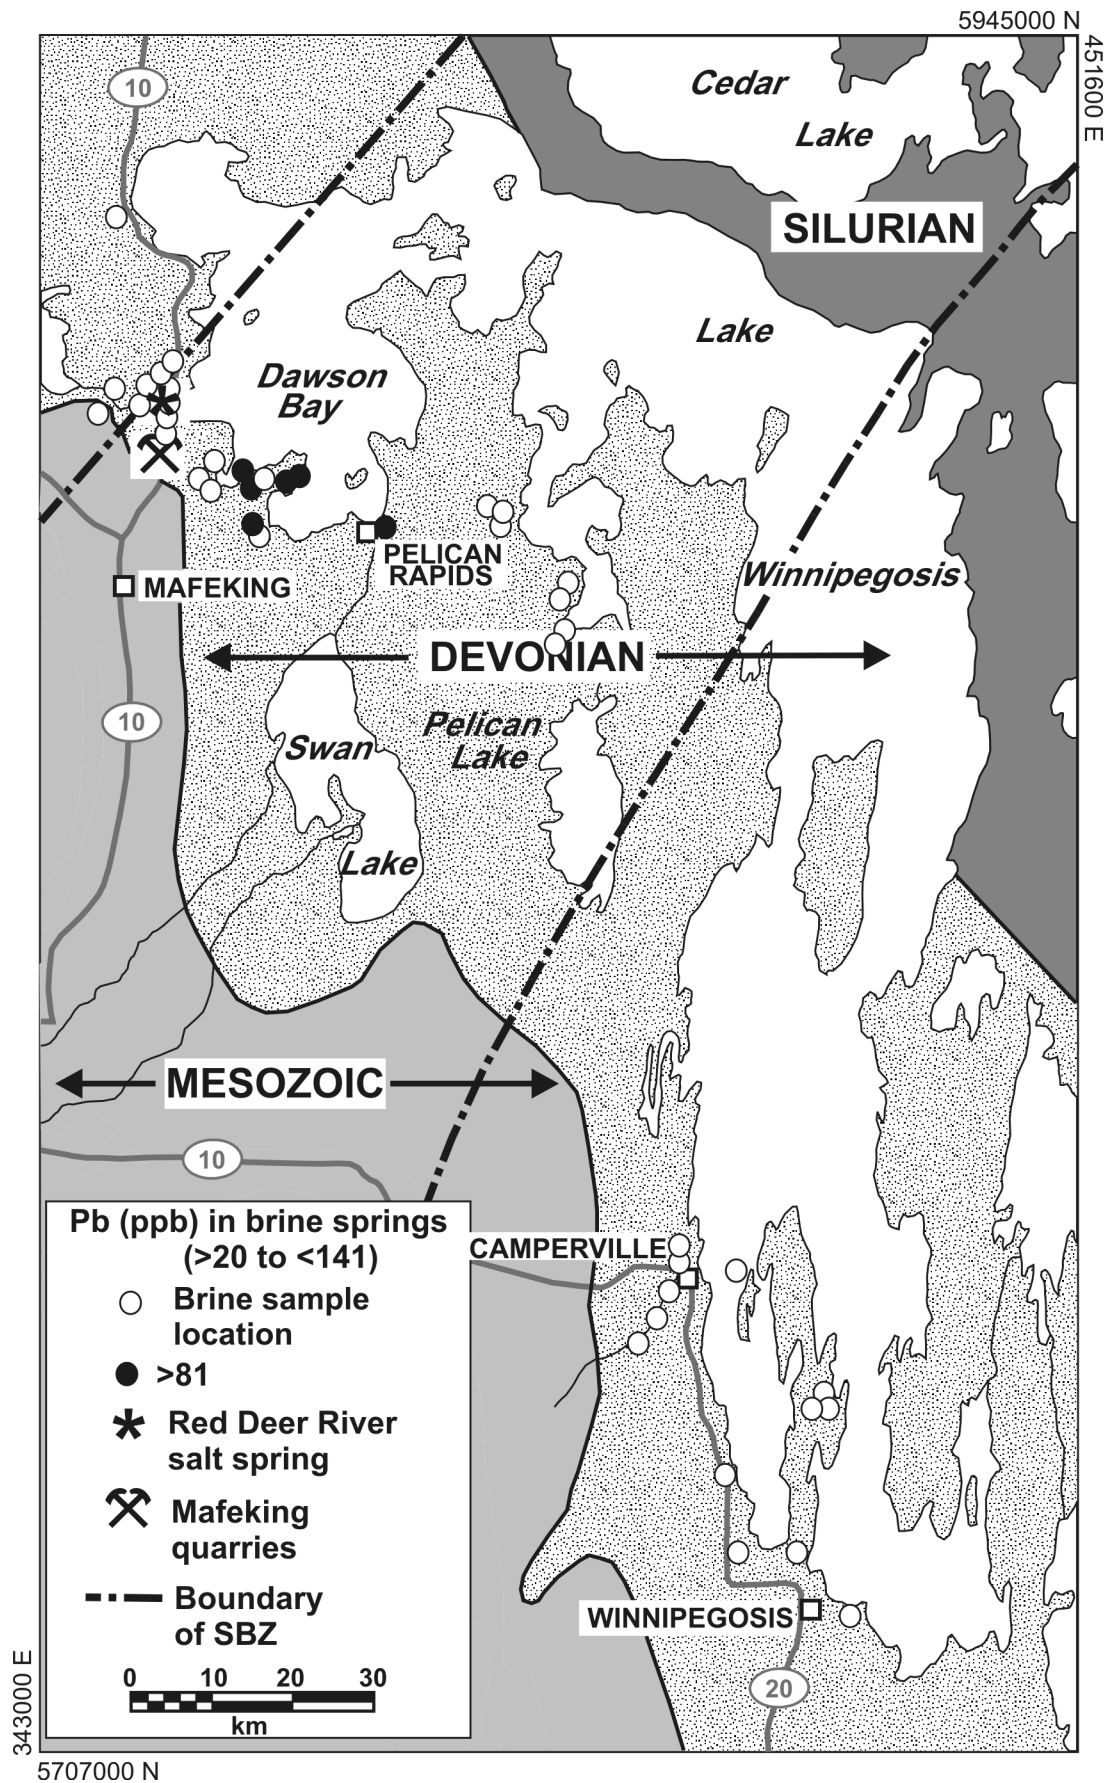 5945000 N
451600 E
10
Cedar
Lake
SILURIAN
Lake
Dawson
Bay
PELICAN
RAPIDS
Winnipegosis
MAFEKING
DEVONIAN
10
Pelican
Lake
Swan
Lake
MESOZOIC
10
Pb (ppb) in brine springs
(>20 to <141)
Brine sample
location
>81
Red Deer River
salt spring
Mafeking
quarries
Boundary
of SBZ
0 10 20 30
km
CAMPERVILLE
WINNIPEGOSIS
20
343000 E
5707000 N